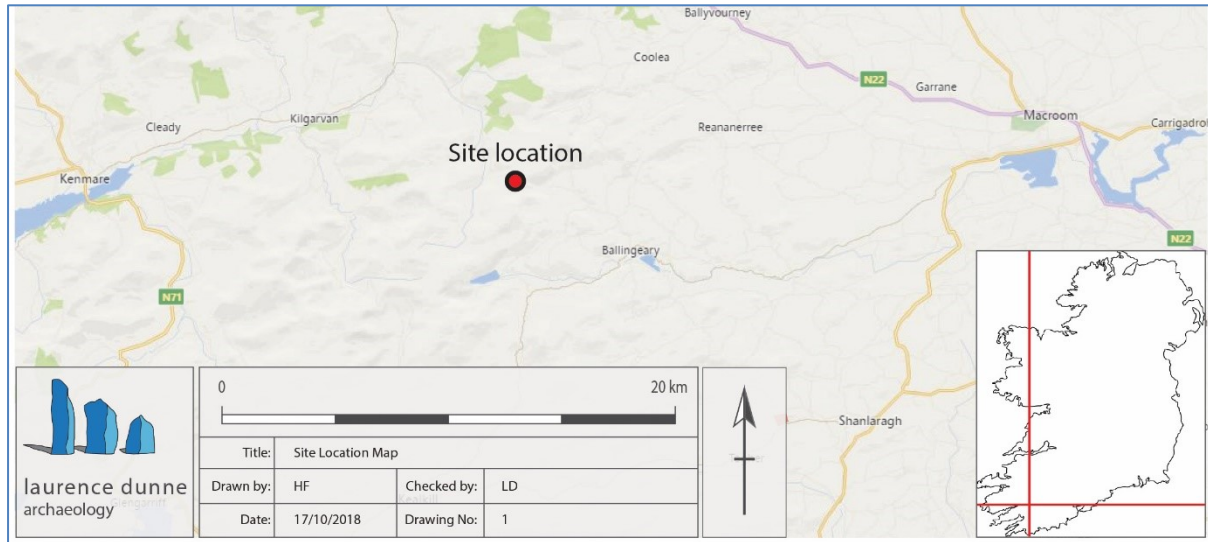 Ballyvourney
Coolea
N22
Garrane
Macroom
Carrigadrol
Cleady
Kilgarvan
Reananerree
Site location
Kenmare
Ballingeary
N22
N71
Shanlaragh
0 20 km
Title: Site Location Map
Drawn by: HF Checked by: LD
Date: 17/10/2018 Drawing No: 1
laurence dunne
archaeology
Glengarriff
Kealkill